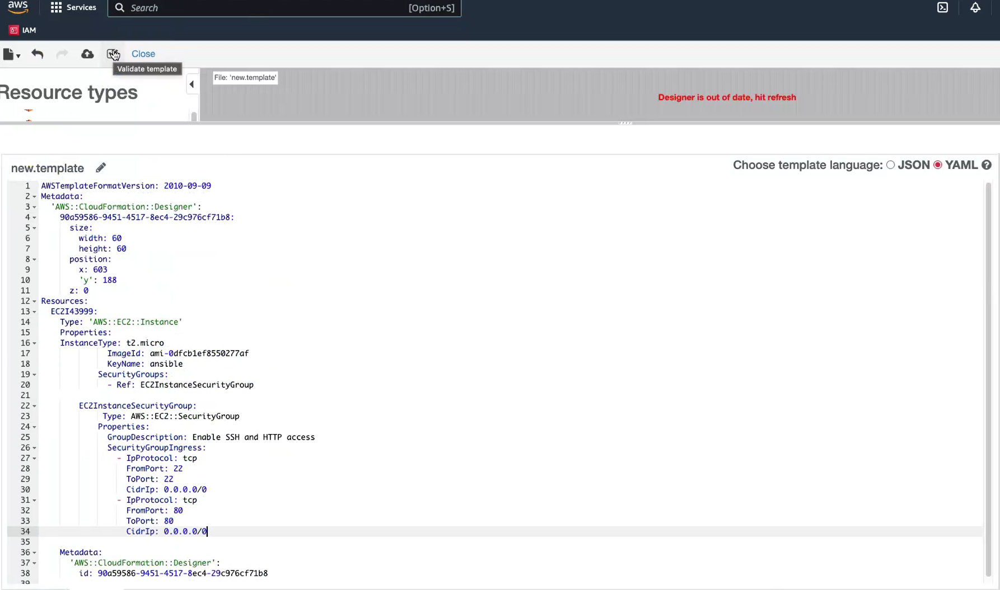 aws
Services
Search
[Option+S]
IAM
Close
Validate template
Resource types
File: 'new.template'
Designer is out of date, hit refresh
new.template
Choose template language: JSON YAML
1 AWSTemplateFormatVersion: 2010-09-09
2 Metadata:
3 'AWS::CloudFormation::Designer':
4 90a59586-9451-4517-8ec4-29c976cf71b8:
5 size:
6 width: 60
7 height: 60
8 position:
9 x: 603
10 'y': 188
11 z: 0
12 Resources:
13 EC2I43999:
14 Type: 'AWS::EC2::Instance'
15 Properties:
16 InstanceType: t2.micro
17 ImageId: ami-0dfcb1ef8550277af
18 KeyName: ansible
19 SecurityGroups:
20 - Ref: EC2InstanceSecurityGroup
21
22 EC2InstanceSecurityGroup:
23 Type: AWS::EC2::SecurityGroup
24 Properties:
25 GroupDescription: Enable SSH and HTTP access
26 SecurityGroupIngress:
27 - IpProtocol: tcp
28 FromPort: 22
29 ToPort: 22
30 CidrIp: 0.0.0.0/0
31 - IpProtocol: tcp
32 FromPort: 80
33 ToPort: 80
34 CidrIp: 0.0.0.0/0
35
36 Metadata:
37 'AWS::CloudFormation::Designer':
38 id: 90a59586-9451-4517-8ec4-29c976cf71b8
39